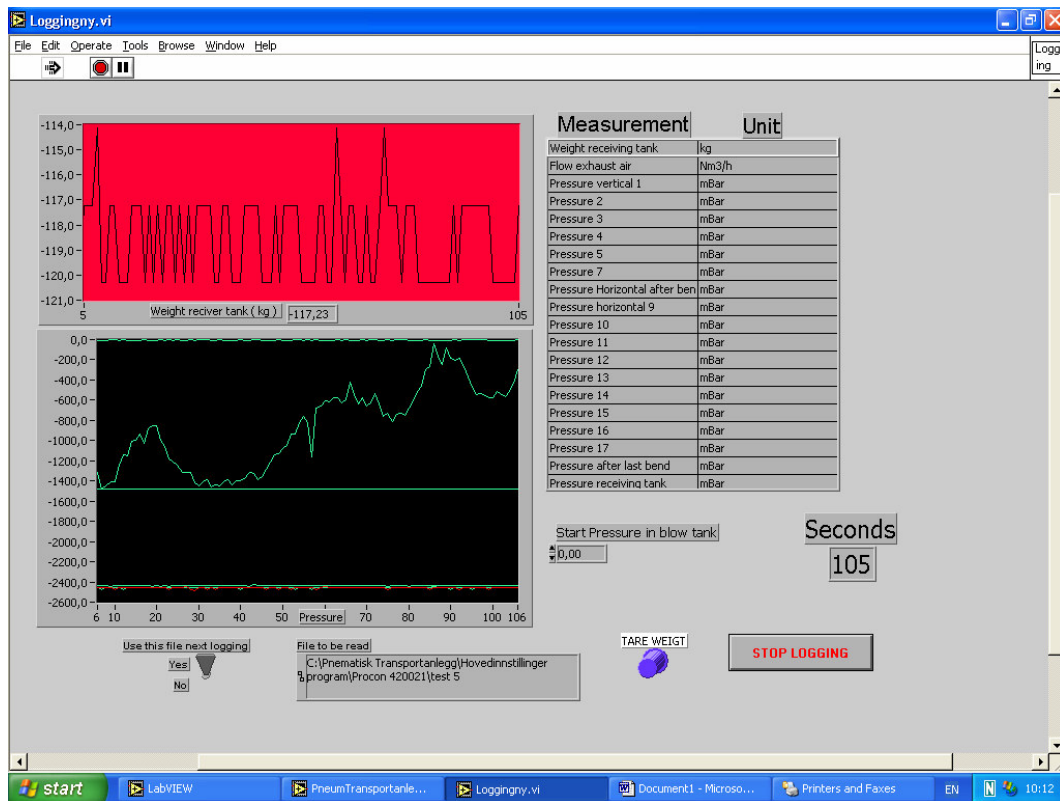 Loggingny.vi
File Edit Operate Tools Browse Window Help
Logg
ing
Measurement Unit
-114,0
-115,0
-116,0
-117,0
-118,0
-119,0
-120,0
-121,0
5 105
Weight reciver tank ( kg ) -117,23
Weight receiving tank kg
Flow exhaust air Nm3/h
Pressure vertical 1 mBar
Pressure 2 mBar
Pressure 3 mBar
Pressure 4 mBar
Pressure 5 mBar
Pressure 7 mBar
Pressure Horizontal after ben mBar
Pressure horizontal 9 mBar
Pressure 10 mBar
Pressure 11 mBar
Pressure 12 mBar
Pressure 13 mBar
Pressure 14 mBar
Pressure 15 mBar
Pressure 16 mBar
Pressure 17 mBar
Pressure after last bend mBar
Pressure receiving tank mBar
0,0
-200,0
-400,0
-600,0
-800,0
-1000,0
-1200,0
-1400,0
-1600,0
-1800,0
-2000,0
-2200,0
-2400,0
-2600,0
6 10 20 30 40 50 Pressure 70 80 90 100 106
Start Pressure in blow tank
0,00
Seconds
105
Use this file next logging
Yes
No
File to be read
C:\Pnematisk Transportanlegg\Hovedinnstillinger
program\Procon 420021\test 5
TARE WEIGT
STOP LOGGING
start LabVIEW PneumTransportanle... Loggingny.vi Document1 - Microso... Printers and Faxes EN N 10:12